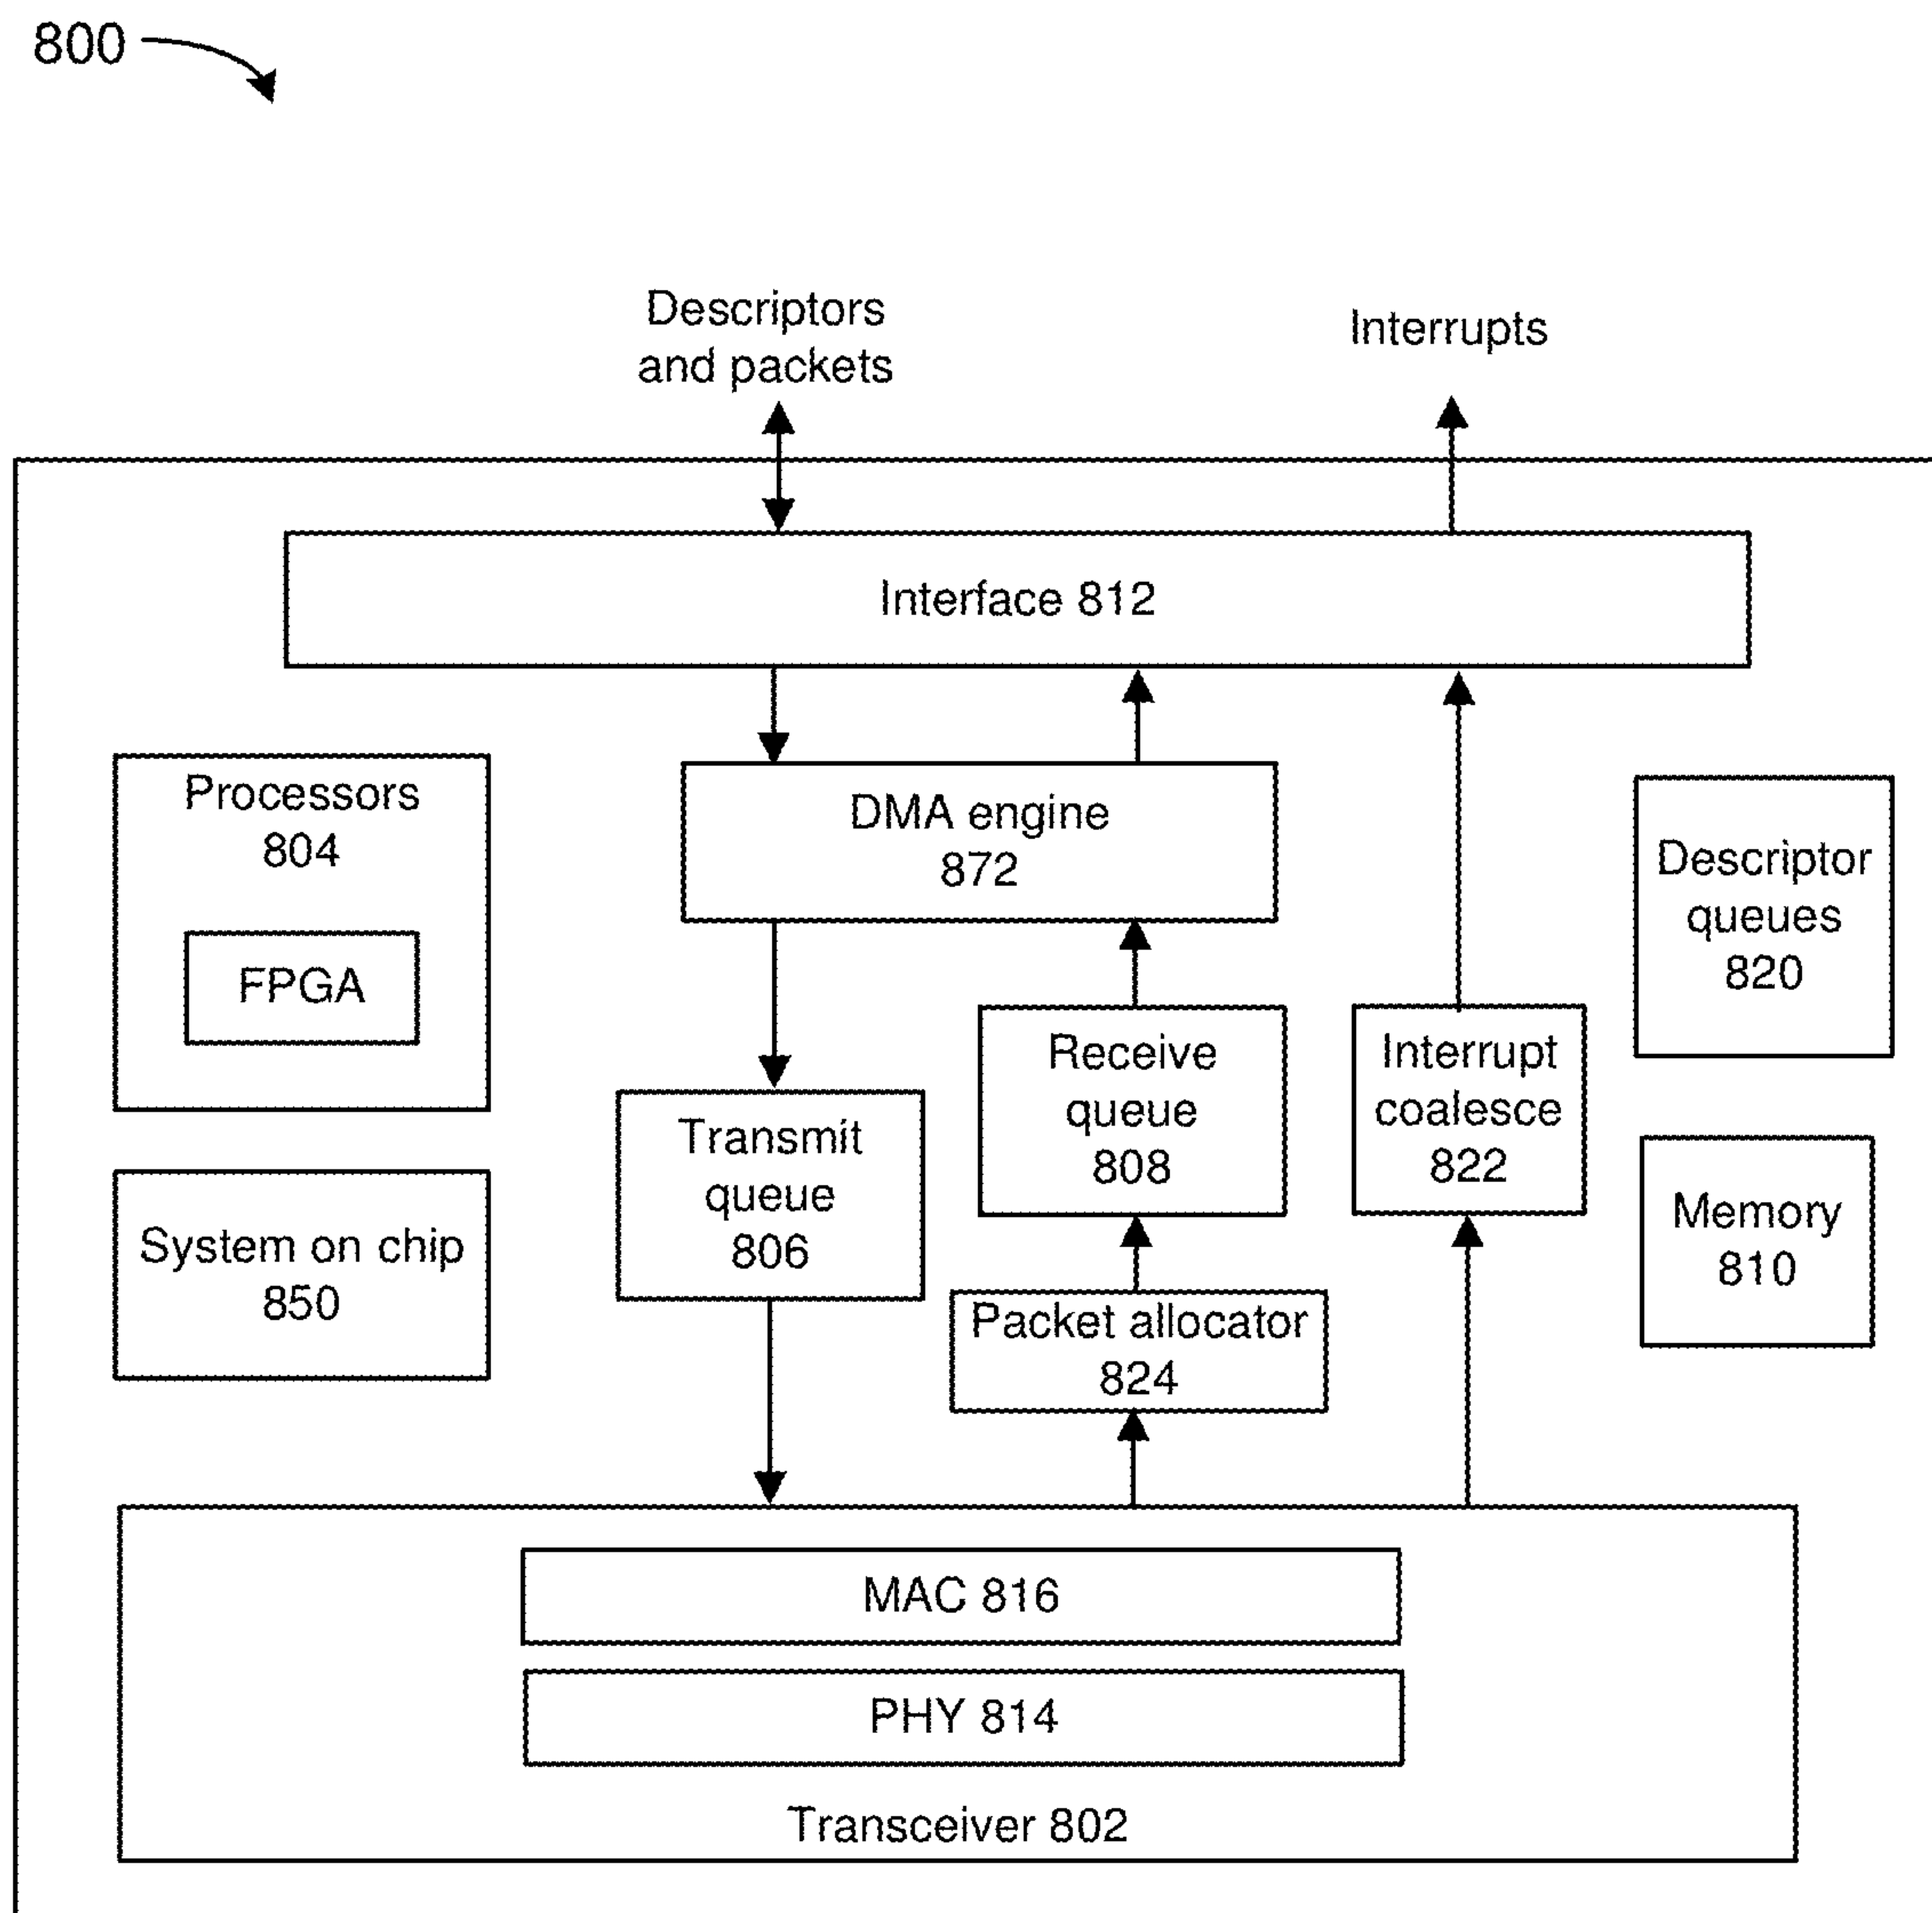 800
Descriptors
and packets
Interrupts
Interface 812
Processors
804
FPGA
DMA engine
872
Descriptor
queues
820
Receive
queue
808
Interrupt
coalesce
822
Transmit
queue
806
System on chip
850
Memory
810
Packet allocator
824
MAC 816
PHY 814
Transceiver 802